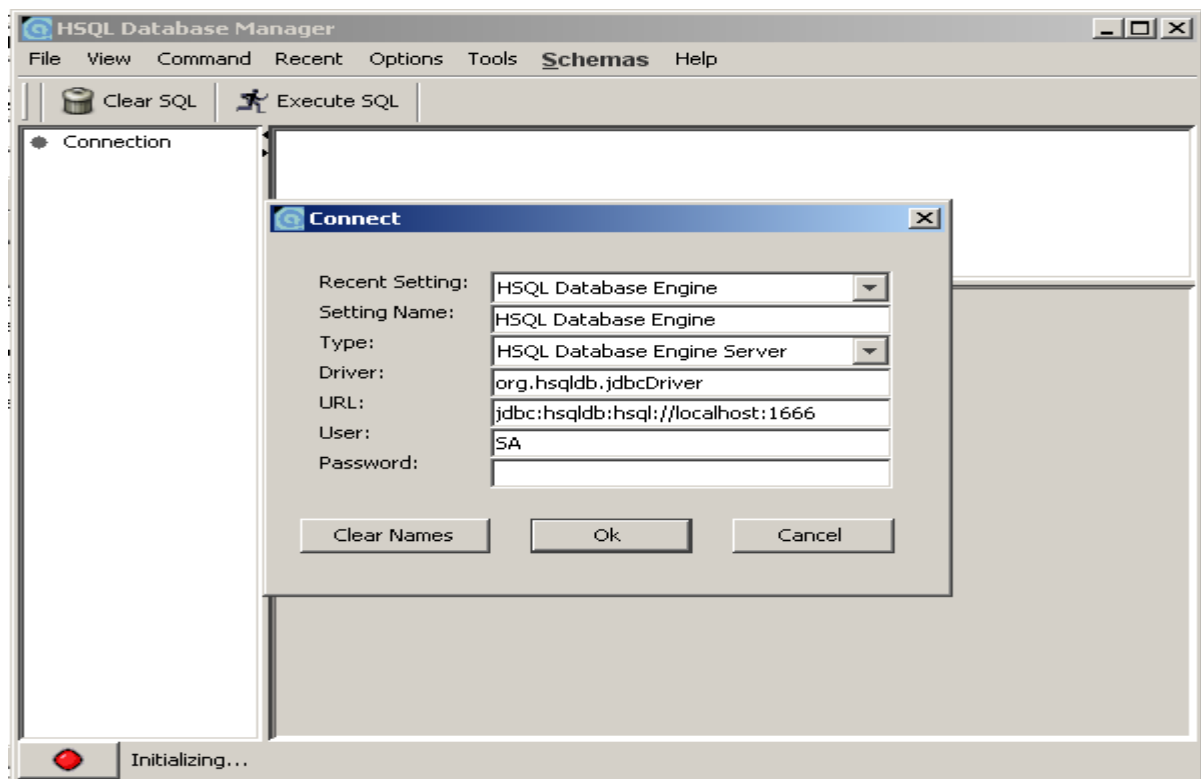 HSQL Database Manager
File View Command Recent Options Tools Schemas Help
Clear SQL Execute SQL
Connection
Connect
Recent Setting: HSQL Database Engine
Setting Name: HSQL Database Engine
Type: HSQL Database Engine Server
Driver: org.hsqldb.jdbcDriver
URL: jdbc:hsqldb:hsql://localhost:1666
User: SA
Password:
Clear Names Ok Cancel
Initializing...